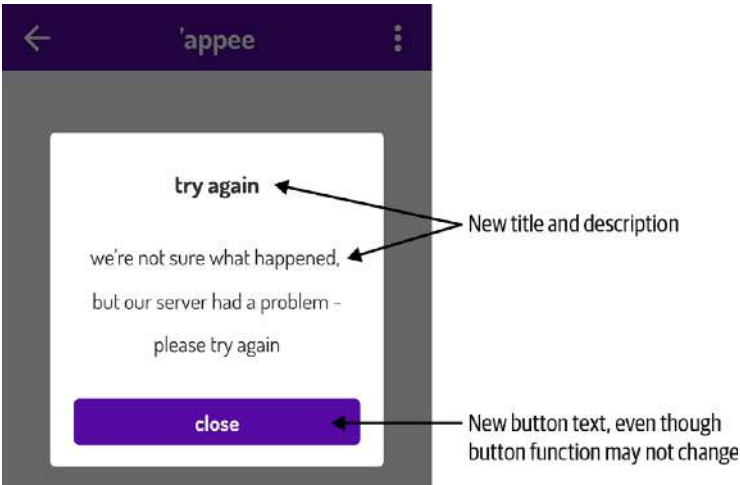 'appee
try again
New title and description
we're not sure what happened,
but our server had a problem –
please try again
close
New button text, even though
button function may not change